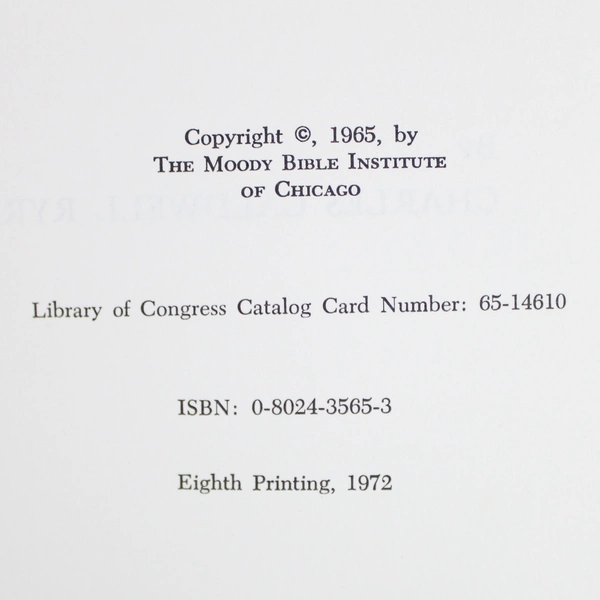 Copyright ©, 1965, by
THE MOODY BIBLE INSTITUTE
OF CHICAGO
Library of Congress Catalog Card Number: 65-14610
ISBN: 0-8024-3565-3
Eighth Printing, 1972